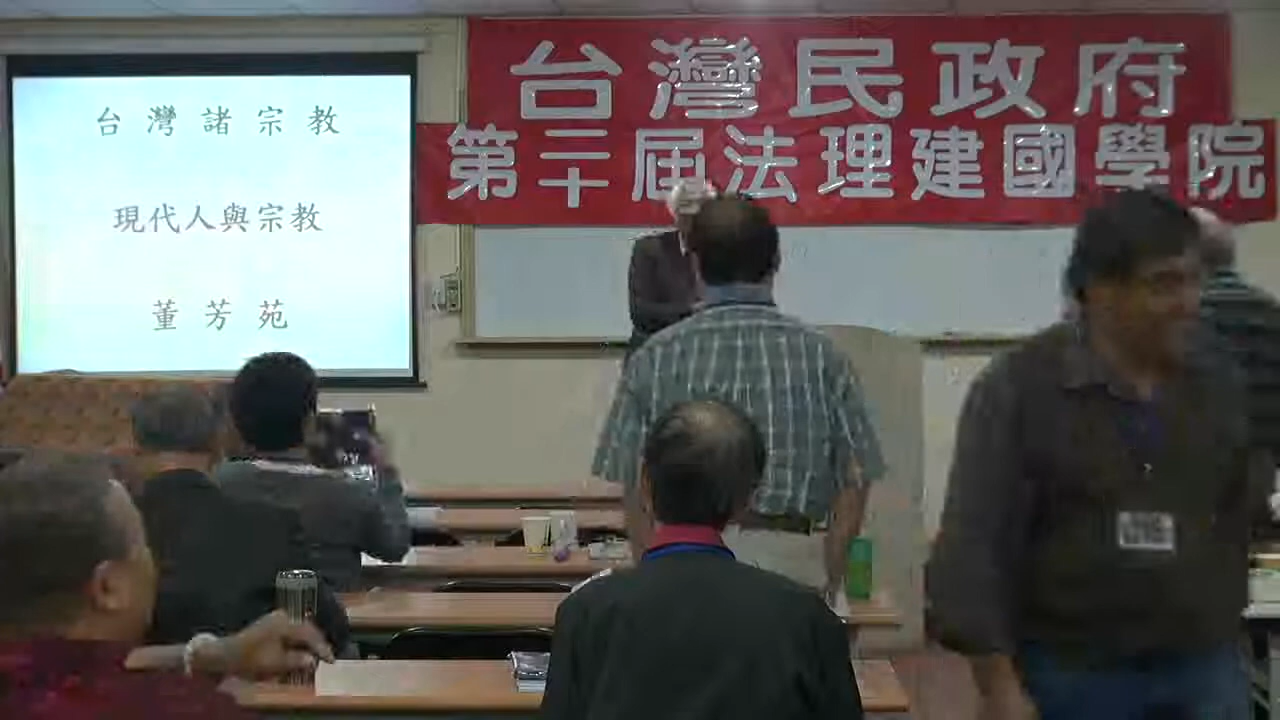 台灣民政府
第二十屆法理建國學院
台灣諸宗教
現代人與宗教
董芳苑